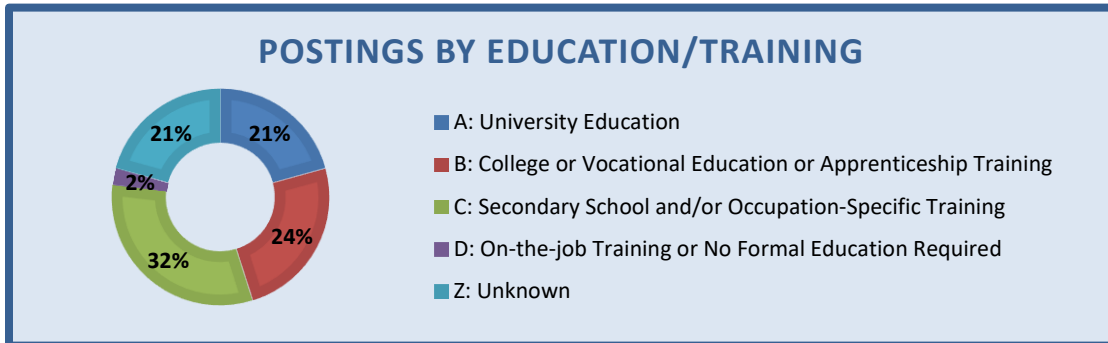 POSTINGS BY EDUCATION/TRAINING
21%
21%
2%
24%
32%
A: University Education
B: College or Vocational Education or Apprenticeship Training
C: Secondary School and/or Occupation-Specific Training
D: On-the-job Training or No Formal Education Required
Z: Unknown